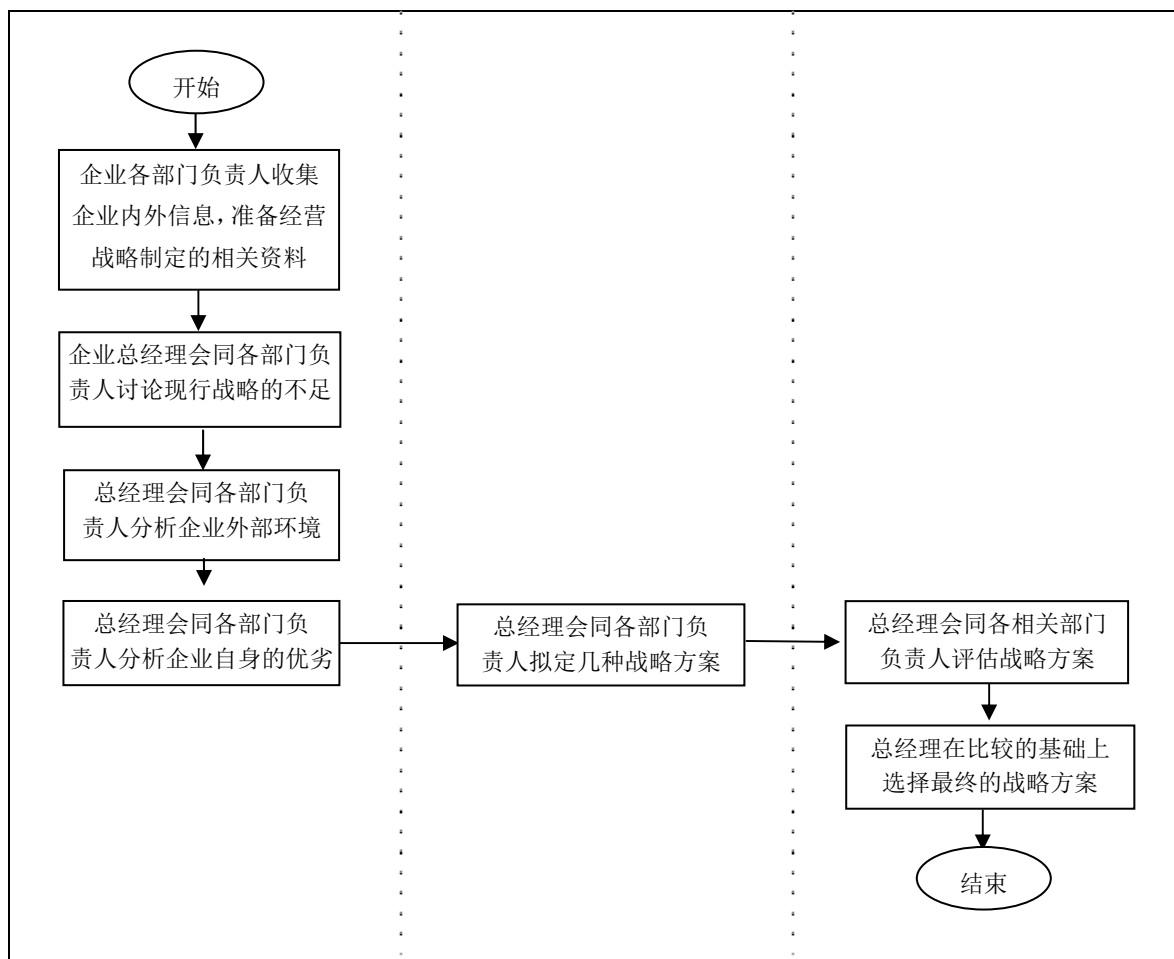 开始
企业各部门负责人收集
企业内外信息，准备经营
战略制定的相关资料
企业总经理会同各部门负
责人讨论现行战略的不足
总经理会同各部门负
责人分析企业外部环境
总经理会同各部门负
责人分析企业自身的优劣
总经理会同各部门负
责人拟定几种战略方案
总经理会同各相关部门
负责人评估战略方案
总经理在比较的基础上
选择最终的战略方案
结束